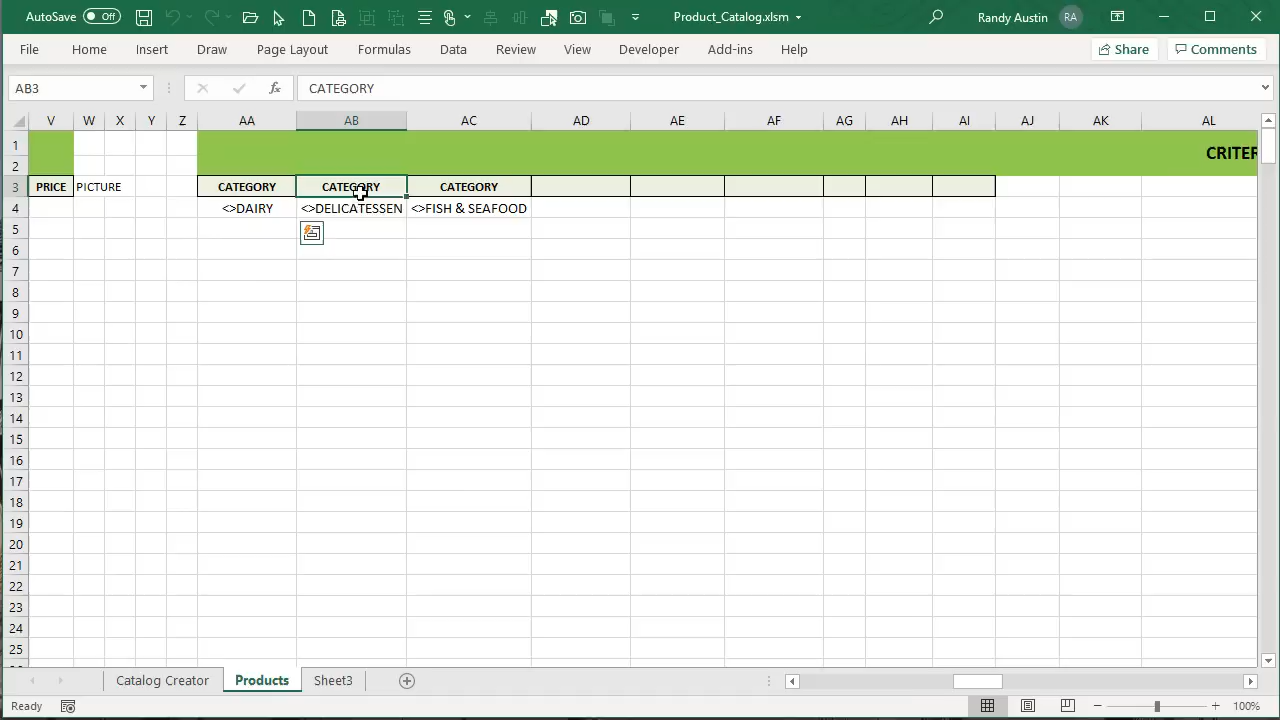 AutoSave Off Product_Catalog.xlsm Randy Austin RA
File Home Insert Draw Page Layout Formulas Data Review View Developer Add-ins Help Share Comments
AB3 fx CATEGORY
V W X Y Z AA AB AC AD AE AF AG AH AI AJ AK AL
1 CRITER
2
3 PRICE PICTURE CATEGORY CATEGORY CATEGORY
4 <>DAIRY <>DELICATESSEN <>FISH & SEAFOOD
5
6
7
8
9
10
11
12
13
14
15
16
17
18
19
20
21
22
23
24
25
Catalog Creator Products Sheet3
Ready 100%